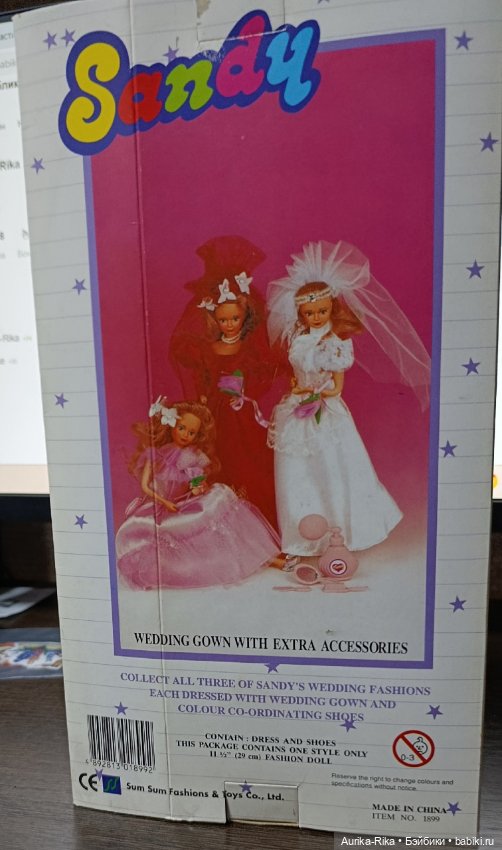 Sandy
WEDDING GOWN WITH EXTRA ACCESSORIES
COLLECT ALL THREE OF SANDY'S WEDDING FASHIONS
EACH DRESSED WITH WEDDING GOWN AND
COLOUR CO-ORDINATING SHOES
CONTAIN : DRESS AND SHOES
THIS PACKAGE CONTAINS ONE STYLE ONLY
11 ½" (29 cm) FASHION DOLL
4 892813 018992
0-3
CE Sum Sum Fashions & Toys Co., Ltd.
Reserve the right to change colours and
specifications without notice.
MADE IN CHINA
ITEM NO. 1899
Aurika-Rika • Бэйбики • babiki.ru